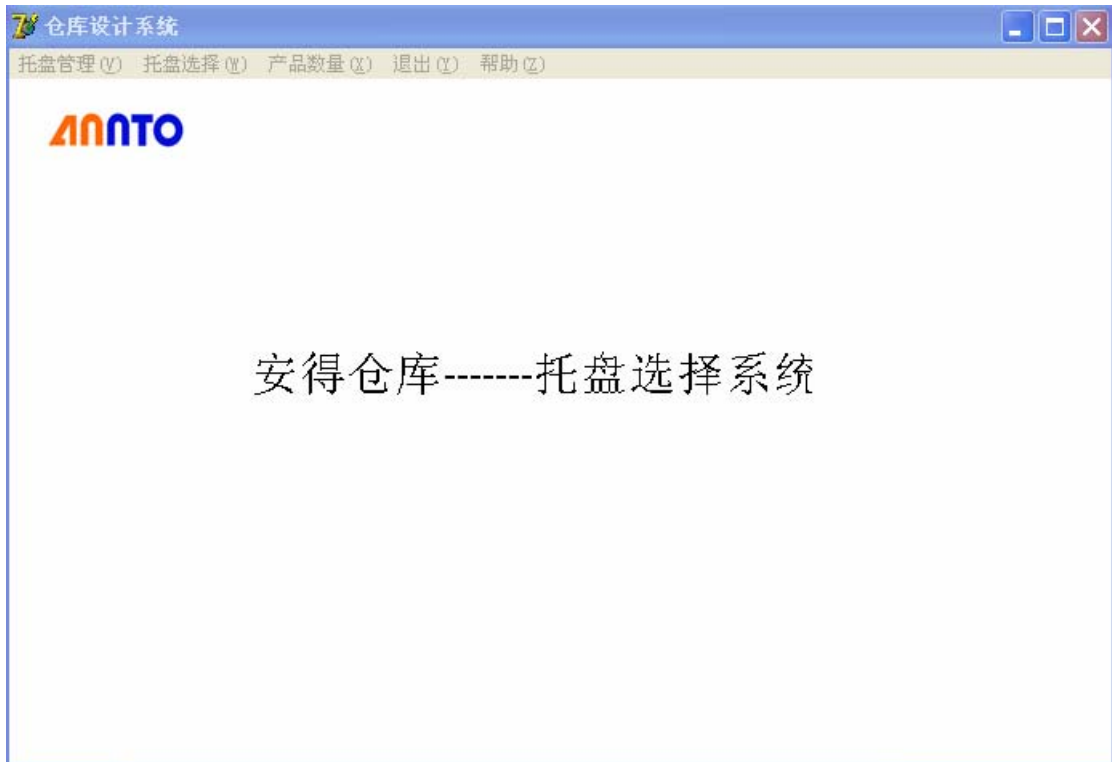 仓库设计系统
托盘管理(V) 托盘选择(W) 产品数量(X) 退出(Y) 帮助(Z)
ANNTO
安得仓库-------托盘选择系统